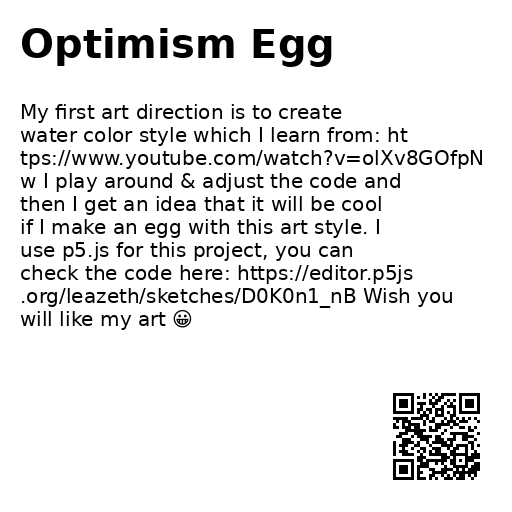 Optimism Egg
My first art direction is to create
water color style which I learn from: ht
tps://www.youtube.com/watch?v=olXv8GOfpN
w I play around & adjust the code and
then I get an idea that it will be cool
if I make an egg with this art style. I
use p5.js for this project, you can
check the code here: https://editor.p5js
.org/leazeth/sketches/D0K0n1_nB Wish you
will like my art 😀